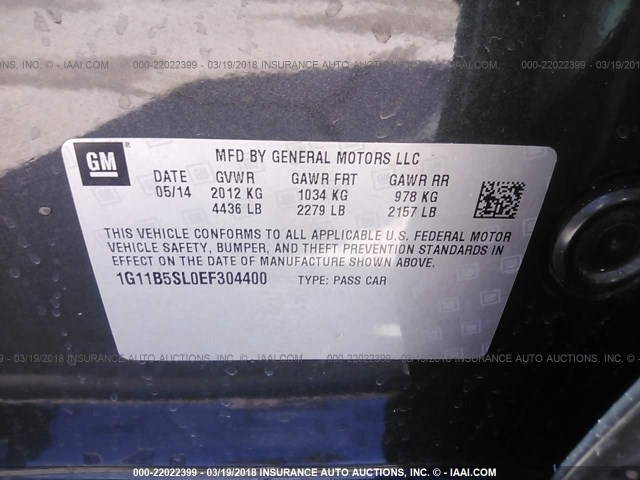 000-22022399 - 03/19/2018 INSURANCE AUTO AUCTIONS, INC. © - IAAI.COM
GM
MFD BY GENERAL MOTORS LLC
DATE GVWR GAWR FRT GAWR RR
05/14 2012 KG 1034 KG 978 KG
4436 LB 2279 LB 2157 LB
THIS VEHICLE CONFORMS TO ALL APPLICABLE U.S. FEDERAL MOTOR
VEHICLE SAFETY, BUMPER, AND THEFT PREVENTION STANDARDS IN
EFFECT ON THE DATE OF MANUFACTURE SHOWN ABOVE.
1G11B5SL0EF304400 TYPE: PASS CAR
000-22022399 - 03/19/2018 INSURANCE AUTO AUCTIONS, INC. © - IAAI.COM
000-22022399 - 03/19/2018 INSURANCE AUTO AUCTIONS, INC. © - IAAI.COM